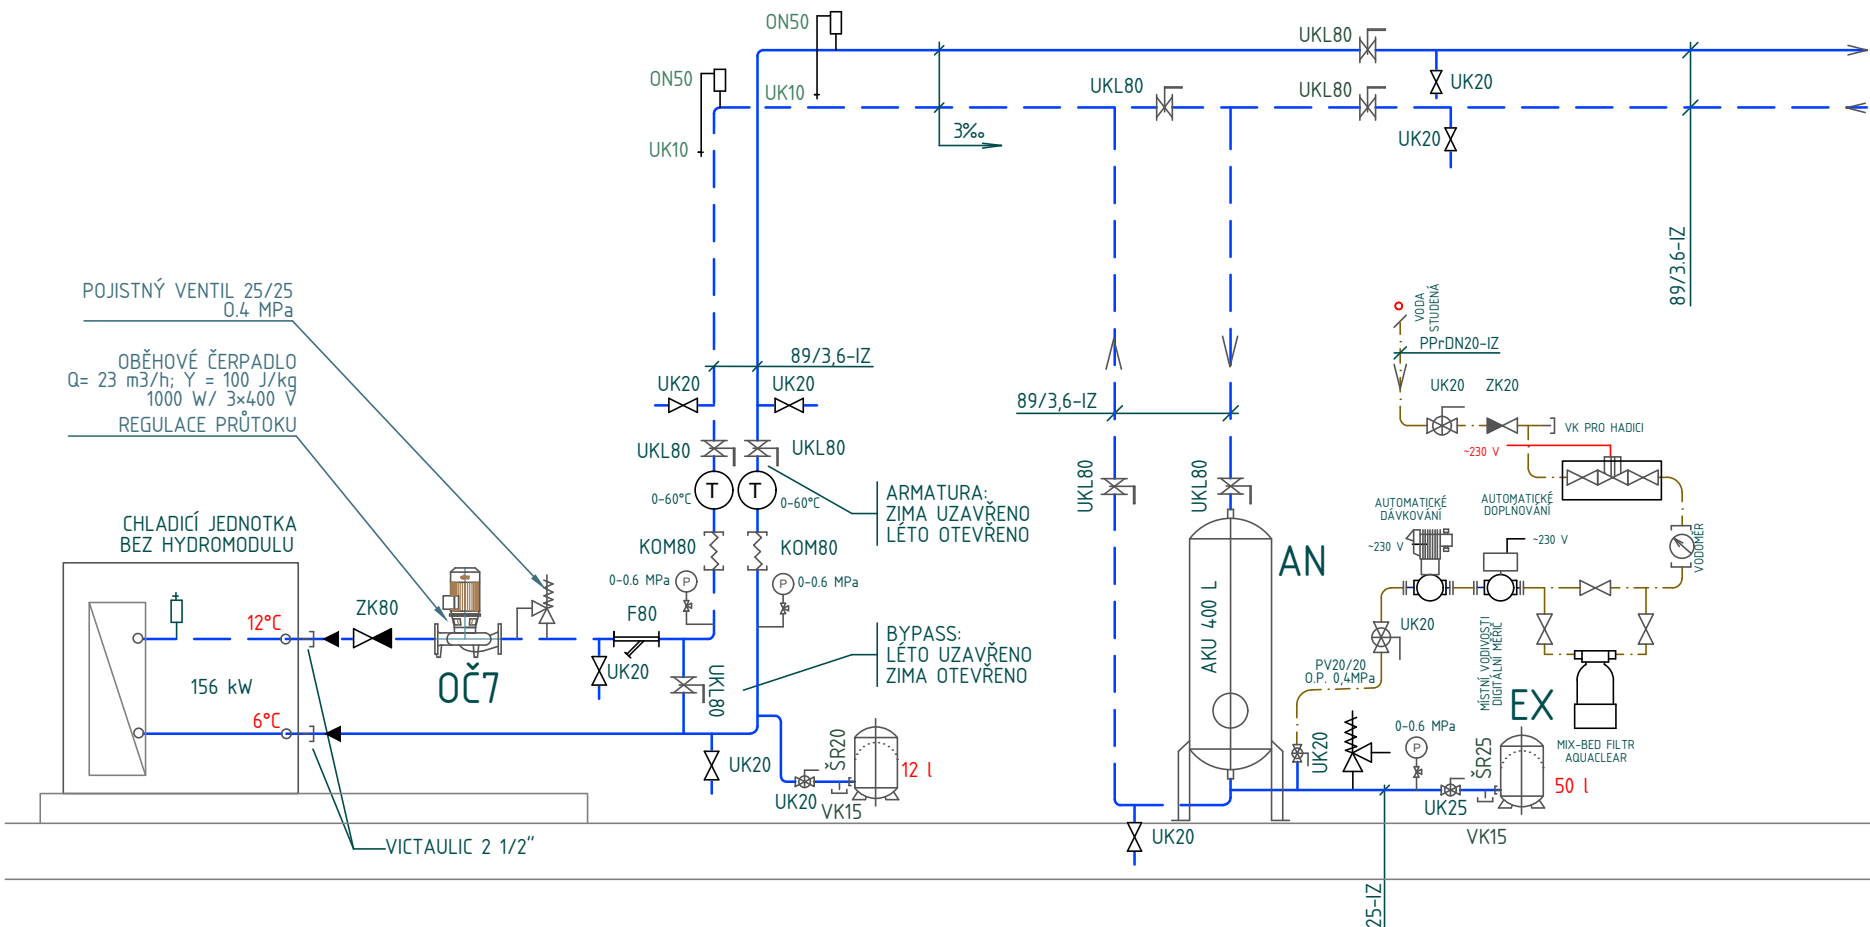 ON50
UKL80
ON50
UK10
UKL80
UKL80
UK20
UK10
3‰
UK20
89/3.6-IZ
POJISTNÝ VENTIL 25/25
0.4 MPa
OBĚHOVÉ ČERPADLO
Q= 23 m3/h; Y = 100 J/kg
1000 W/ 3×400 V
REGULACE PRŮTOKU
89/3,6-IZ
UK20
UK20
89/3,6-IZ
VODA
STUDENÁ
PPrDN20-IZ
UK20
ZK20
VK PRO HADICI
~230 V
UKL80
UKL80
T
T
0-60°C
0-60°C
ARMATURA:
ZIMA UZAVŘENO
LÉTO OTEVŘENO
UKL80
UKL80
AUTOMATICKÉ
DÁVKOVÁNÍ
AUTOMATICKÉ
DOPLŇOVÁNÍ
~230 V
~230 V
VODOMĚR
CHLADICÍ JEDNOTKA
BEZ HYDROMODULU
KOM80
KOM80
0-0.6 MPa
P
P
0-0.6 MPa
AN
AKU 400 L
ZK80
F80
12°C
156 kW
6°C
OČ7
UK20
UKL80
BYPASS:
LÉTO UZAVŘENO
ZIMA OTEVŘENO
UK20
PV20/20
O.P. 0,4MPa
MÍSTNÍ VODIVOSTI
DIGITÁLNÍ MĚŘIČ
EX
MIX-BED FILTR
AQUACLEAR
UK20
ŠR20
12 l
UK20
VK15
UK20
0-0.6 MPa
P
ŠR25
50 l
UK25
VK15
UK20
VICTAULIC 2 1/2"
25-IZ